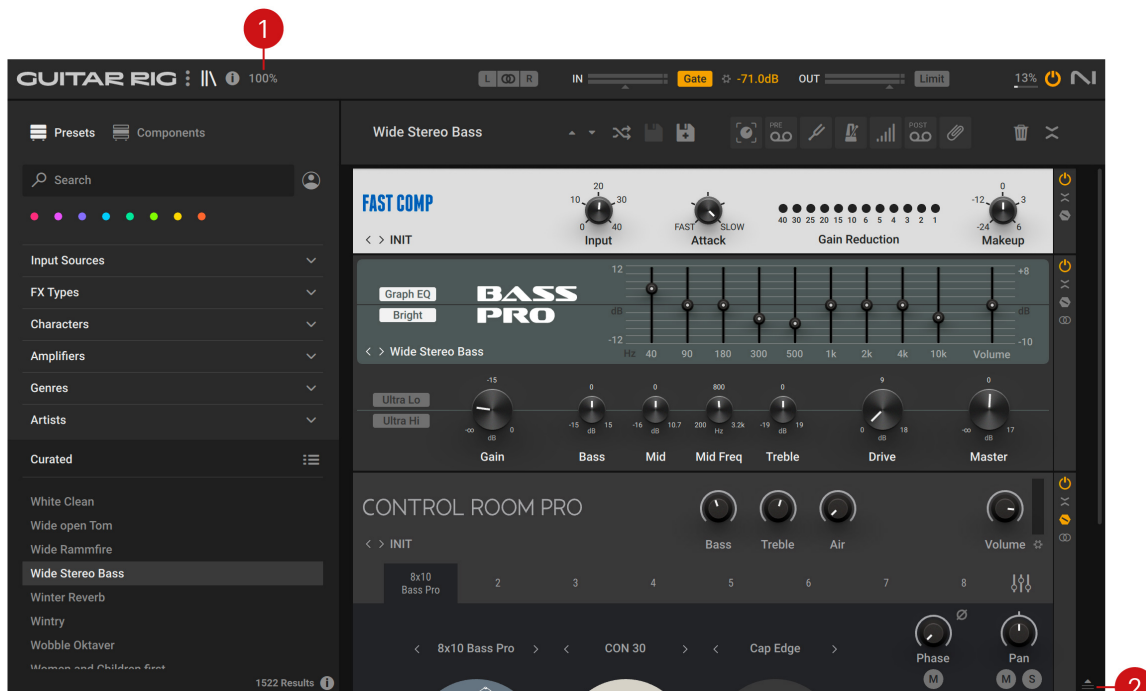 1
GUITAR RIG 100% L R IN Gate -71.0dB OUT Limit 13%
Presets Components
Wide Stereo Bass PRE POST
Search
FAST COMP
INIT
0 10 20 30 40
Input
FAST SLOW
Attack
40 30 25 20 15 10 6 5 4 3 2 1
Gain Reduction
-24 -12 0 3 6
Makeup
Input Sources
FX Types
Characters
Amplifiers
Genres
Artists
Curated
White Clean
Wide open Tom
Wide Rammfire
Wide Stereo Bass
Winter Reverb
Wintry
Wobble Oktaver
Women and Children first
1522 Results
Graph EQ
Bright
BASS
PRO
Wide Stereo Bass
12 +8
dB dB
-12 -10
Hz 40 90 180 300 500 1k 2k 4k 10k Volume
Ultra Lo
Ultra Hi
-15 0 0 800 0 9 0
-∞ 0 -15 15 -16 10.7 200 3.2k -19 19 0 18 -∞ 17
dB dB dB Hz dB dB dB
Gain Bass Mid Mid Freq Treble Drive Master
CONTROL ROOM PRO
INIT
Bass Treble Air Volume
8x10
Bass Pro
2 3 4 5 6 7 8
8x10 Bass Pro CON 30 Cap Edge
Phase Pan
M M S
2